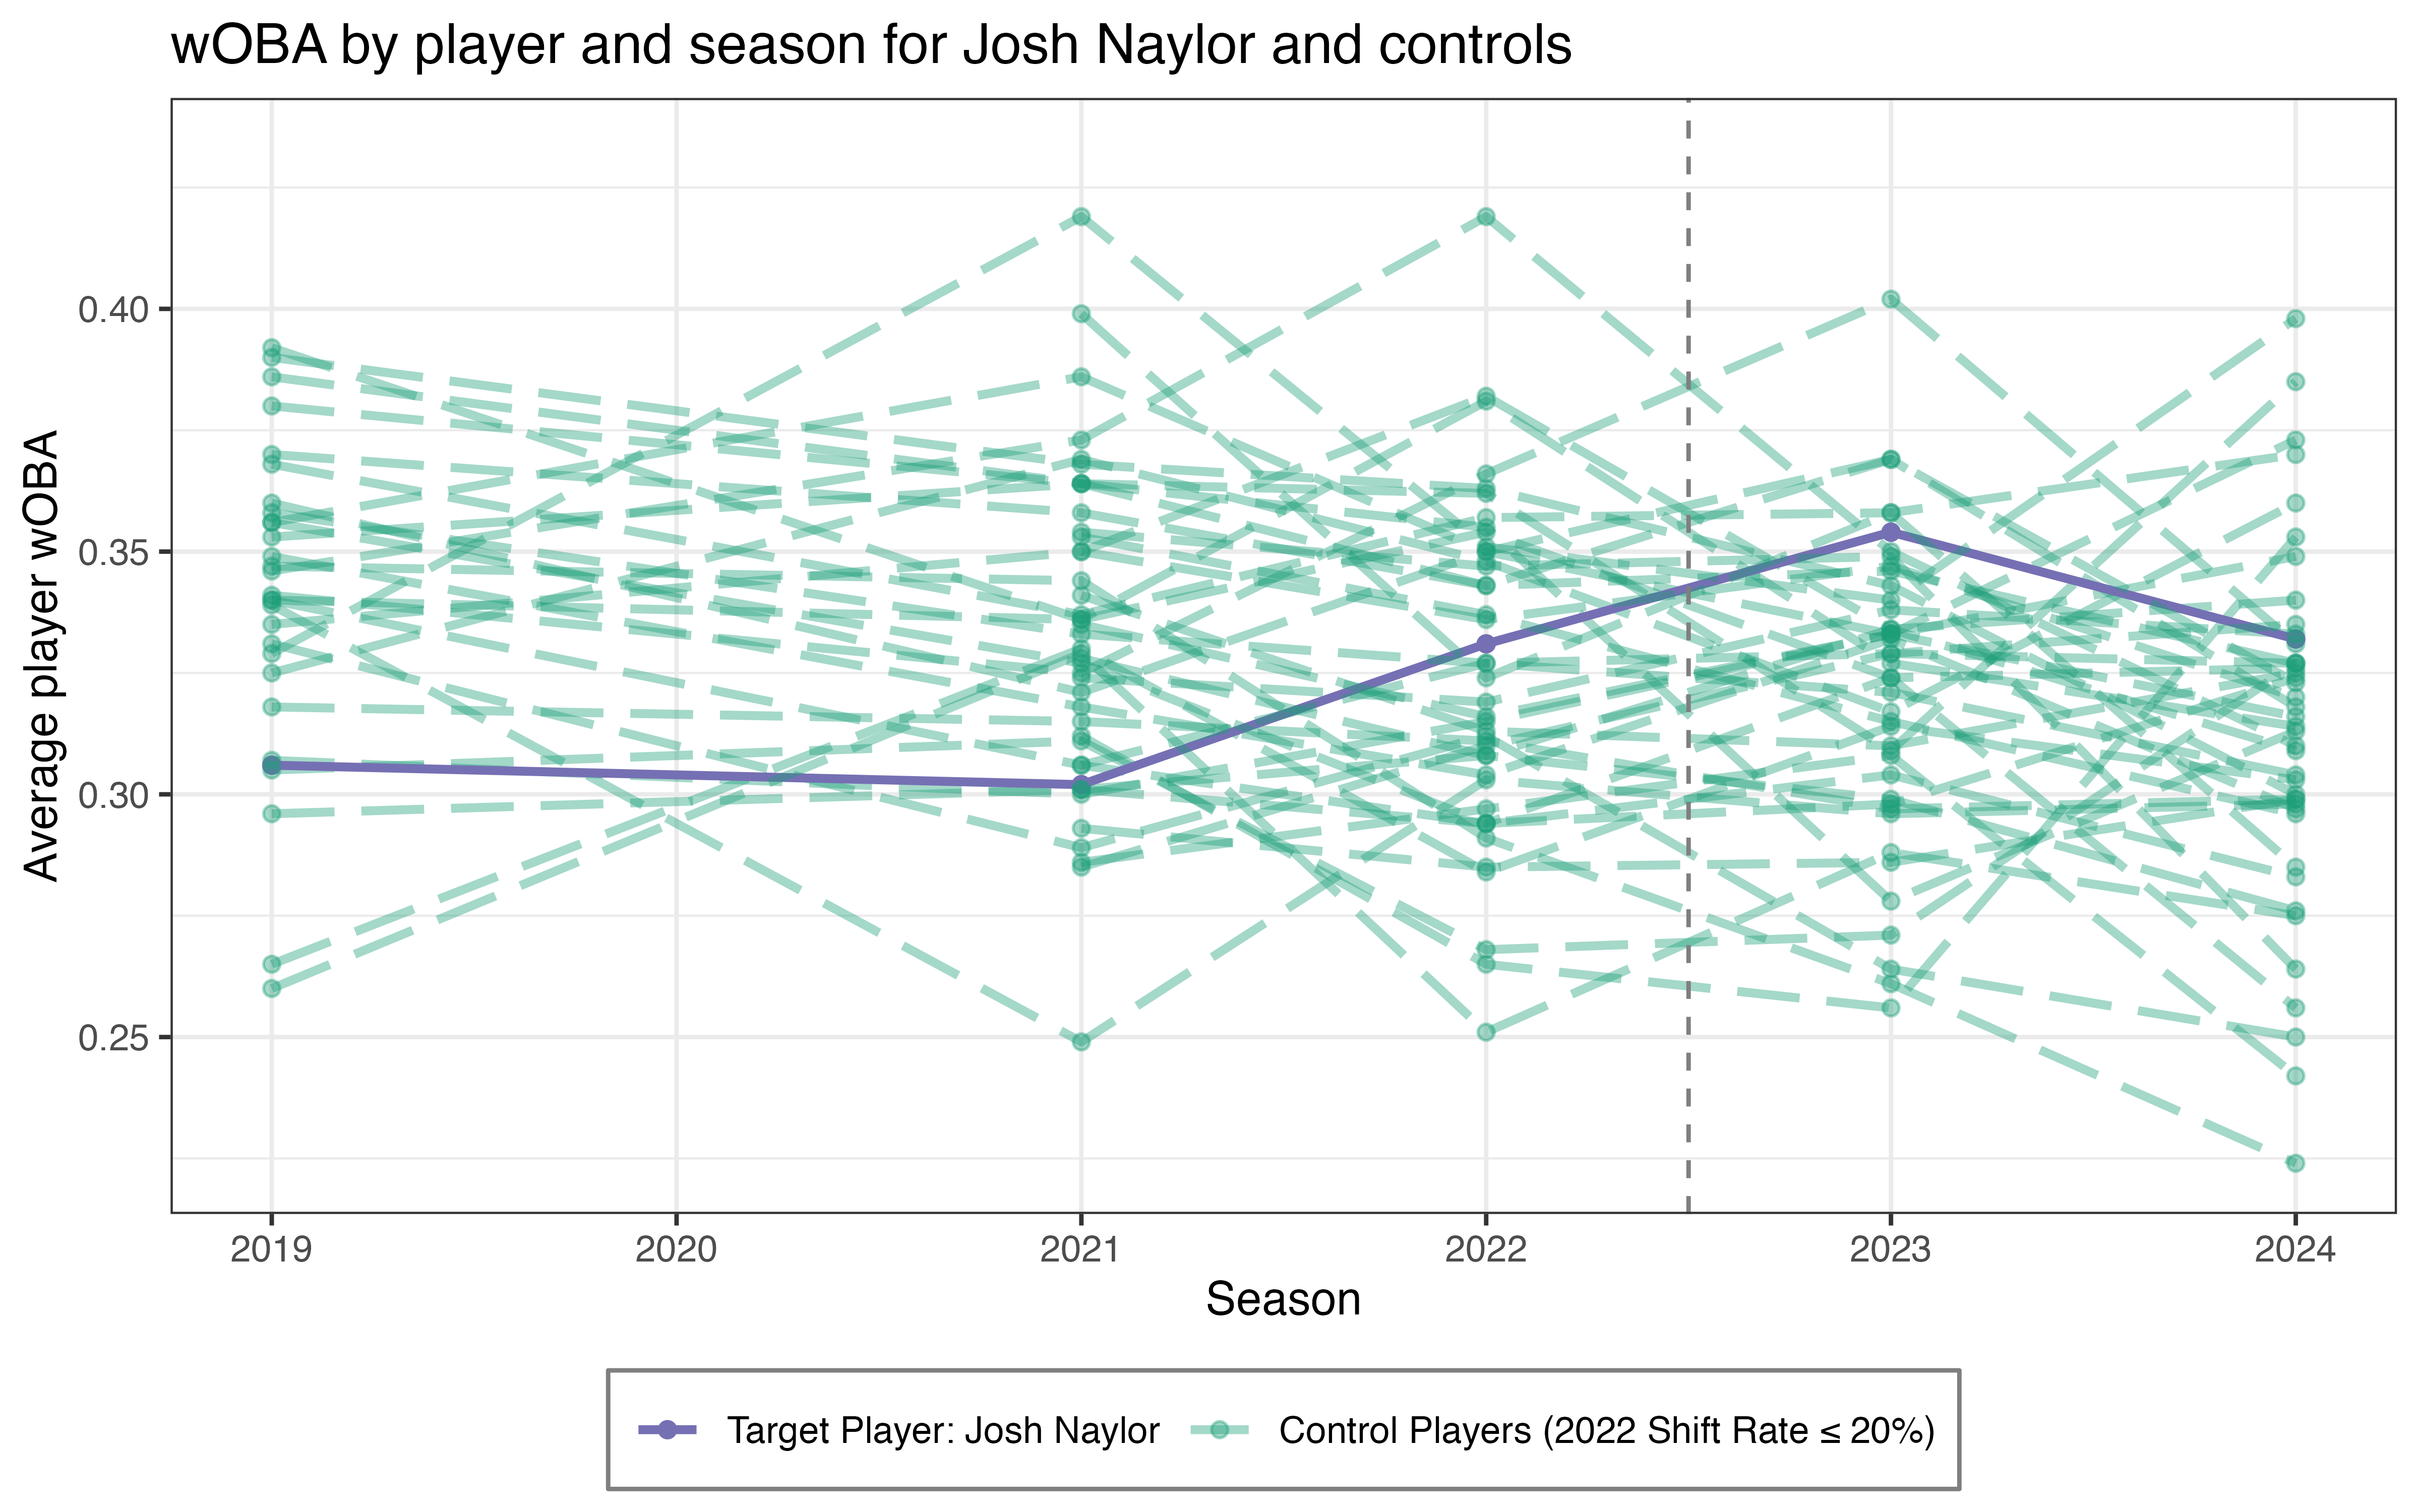 wOBA by player and season for Josh Naylor and controls
Average player wOBA
0.40
0.35
0.30
0.25
2019 2020 2021 2022 2023 2024
Season
Target Player: Josh Naylor Control Players (2022 Shift Rate ≤ 20%)